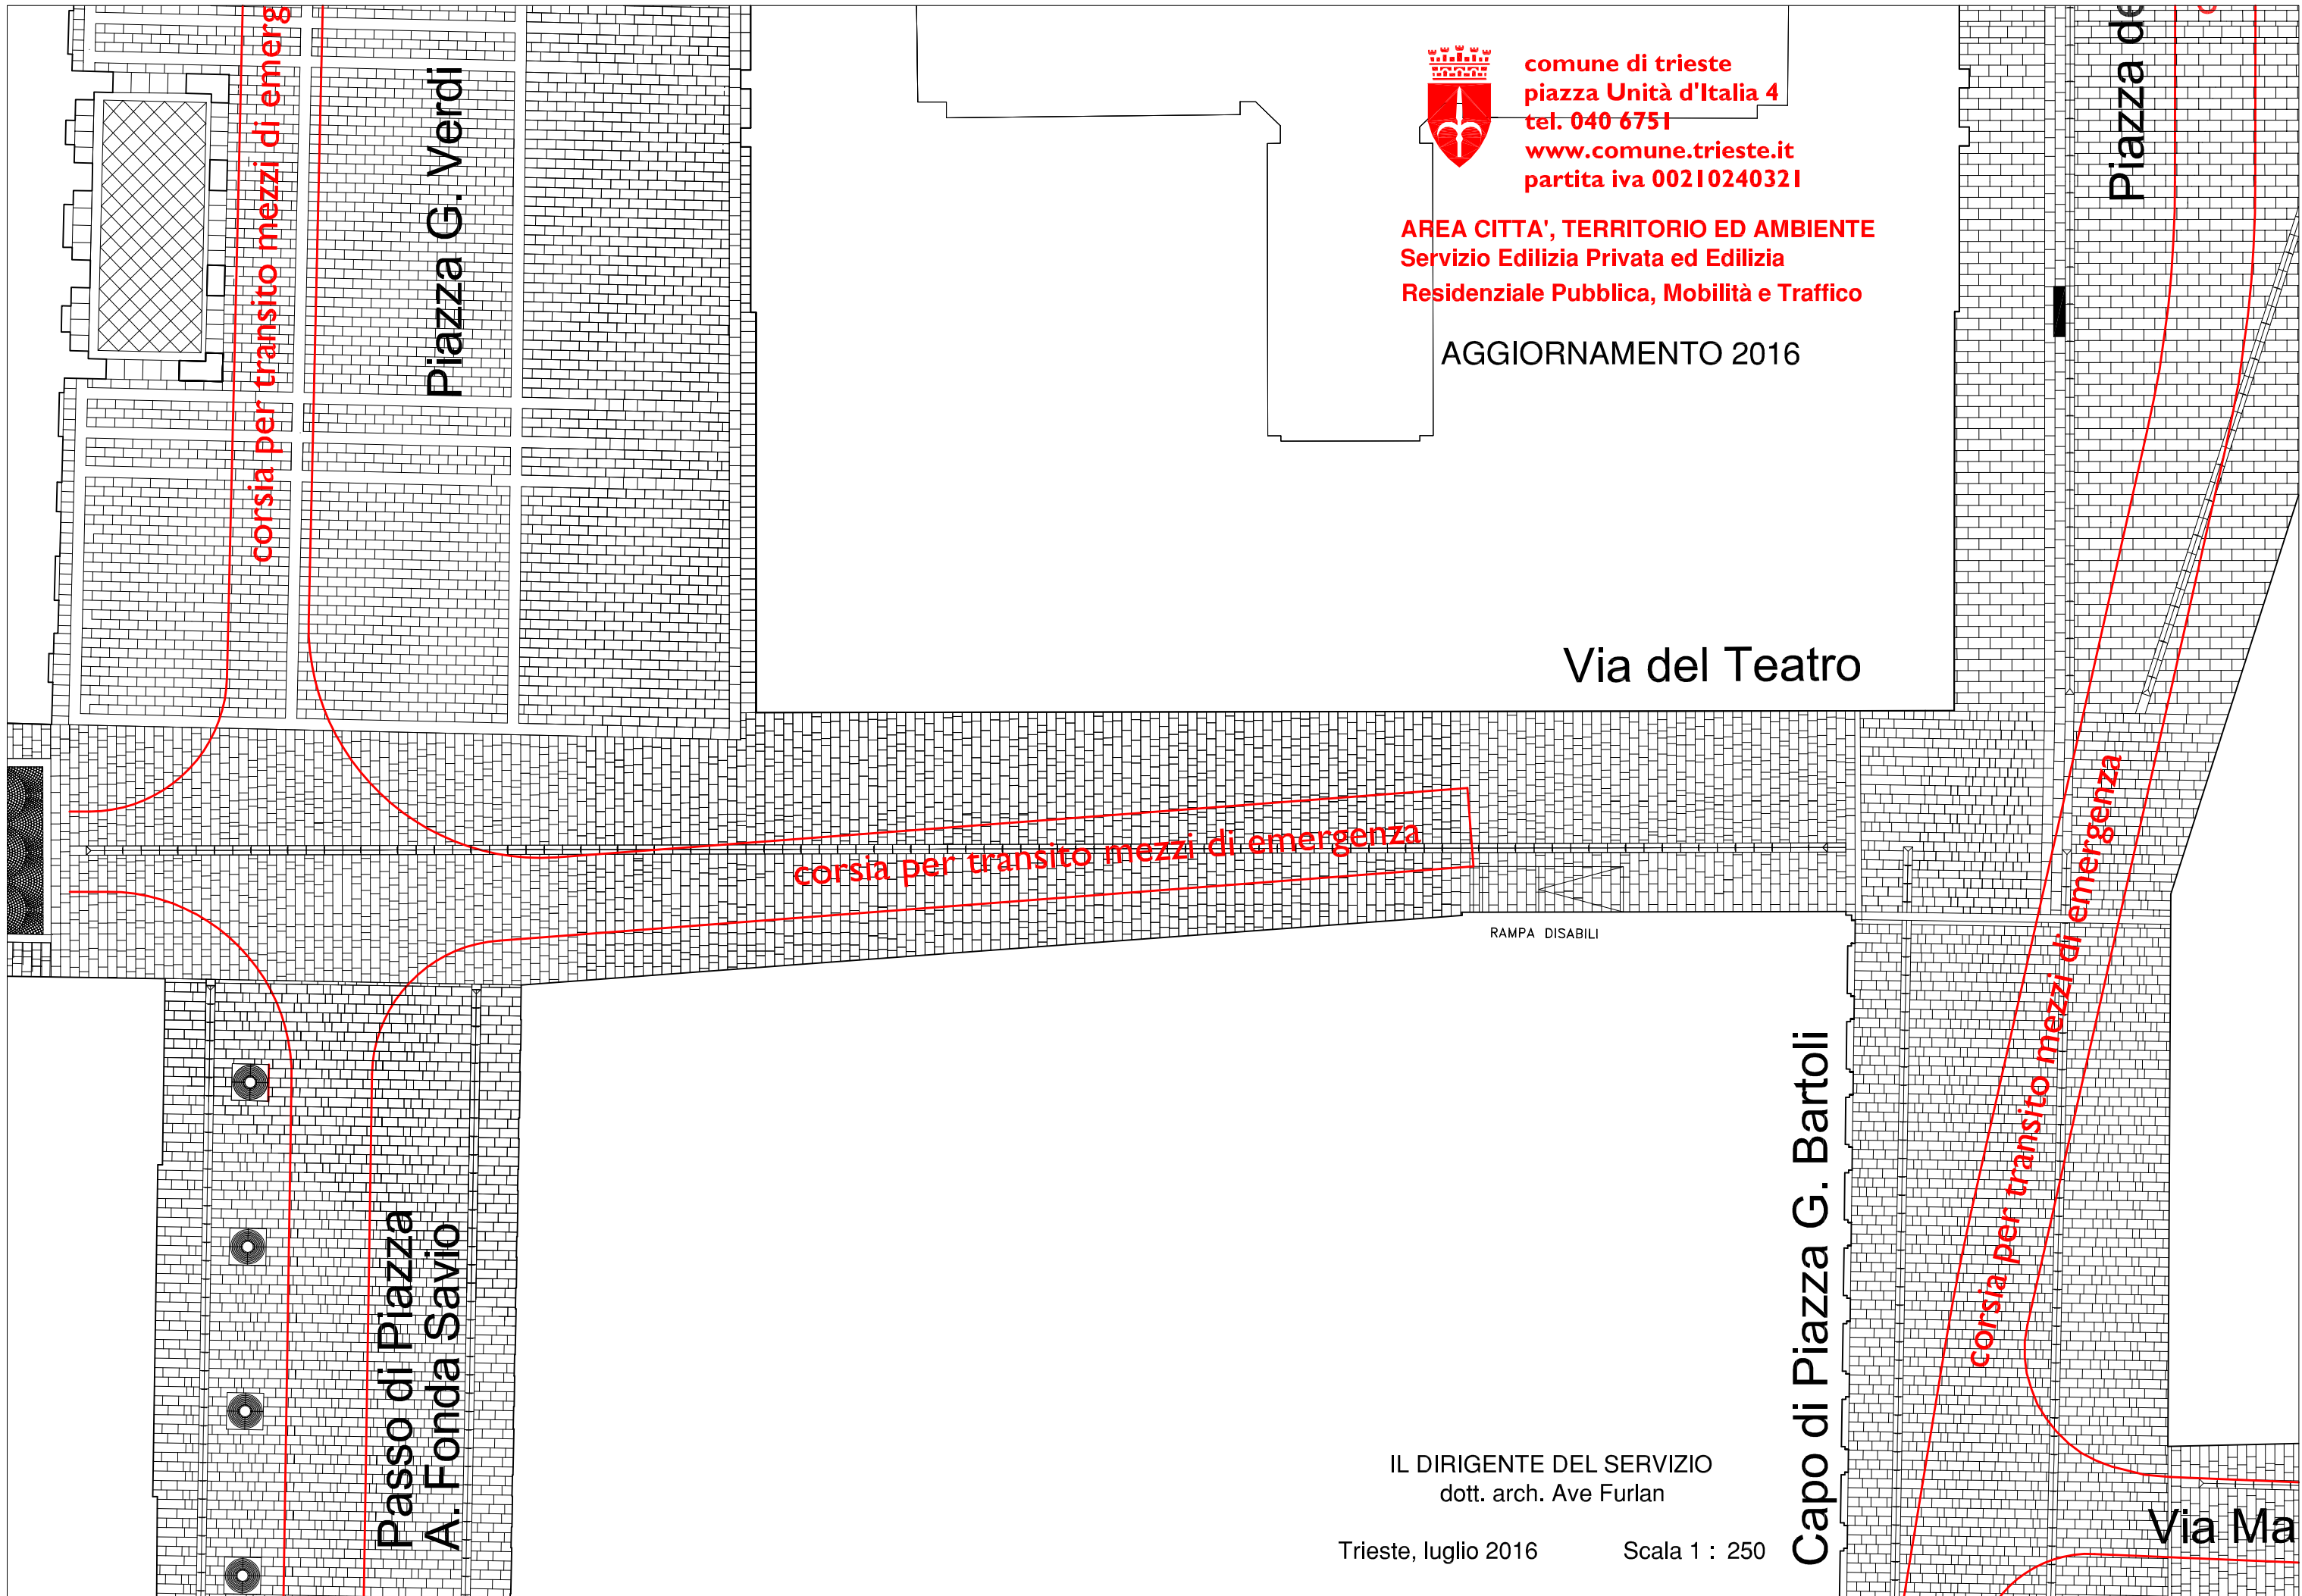 comune di trieste
piazza Unità d'Italia 4
tel. 040 6751
www.comune.trieste.it
partita iva 00210240321
AREA CITTA', TERRITORIO ED AMBIENTE
Servizio Edilizia Privata ed Edilizia
Residenziale Pubblica, Mobilità e Traffico
AGGIORNAMENTO 2016
corsia per transito mezzi di emerg
Piazza G. Verdi
Piazza de
Via del Teatro
corsia per transito mezzi di emergenza
RAMPA DISABILI
corsia per transito mezzi di emergenza
Passo di Piazza
A. Fonda Savio
Capo di Piazza G. Bartoli
IL DIRIGENTE DEL SERVIZIO
dott. arch. Ave Furlan
Trieste, luglio 2016
Scala 1 : 250
Via Ma